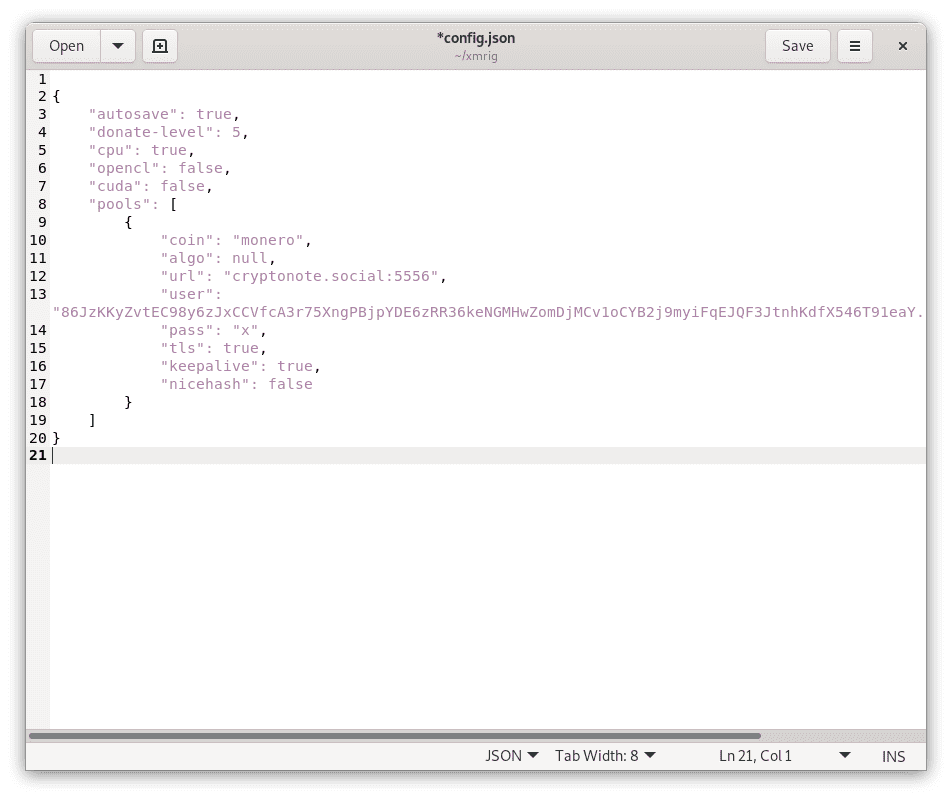 Open
*config.json
~/xmrig
Save
1
2 {
3 "autosave": true,
4 "donate-level": 5,
5 "cpu": true,
6 "opencl": false,
7 "cuda": false,
8 "pools": [
9 {
10 "coin": "monero",
11 "algo": null,
12 "url": "cryptonote.social:5556",
13 "user":
"86JzKKyZvtEC98y6zJxCCVfcA3r75XngPBjpYDE6zRR36keNGMHwZomDjMCv1oCYB2j9myiFqEJQF3JtnhKdfX546T91eaY.
14 "pass": "x",
15 "tls": true,
16 "keepalive": true,
17 "nicehash": false
18 }
19 ]
20 }
21
JSON Tab Width: 8 Ln 21, Col 1 INS